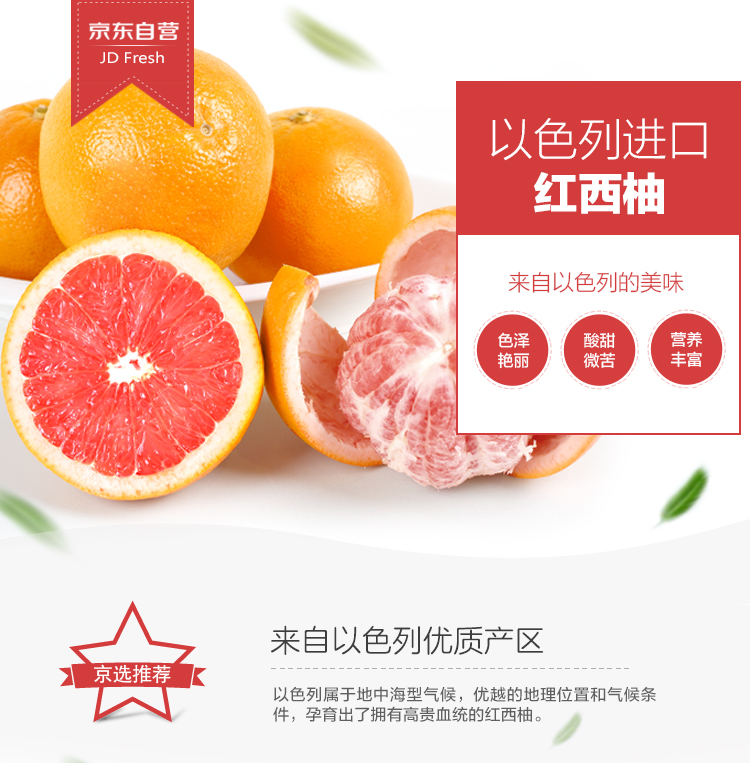 京东自营
JD Fresh
以色列进口
红西柚
来自以色列的美味
色泽
艳丽
酸甜
微苦
营养
丰富
京选推荐
来自以色列优质产区
以色列属于地中海型气候，优越的地理位置和气候条
件，孕育出了拥有高贵血统的红西柚。